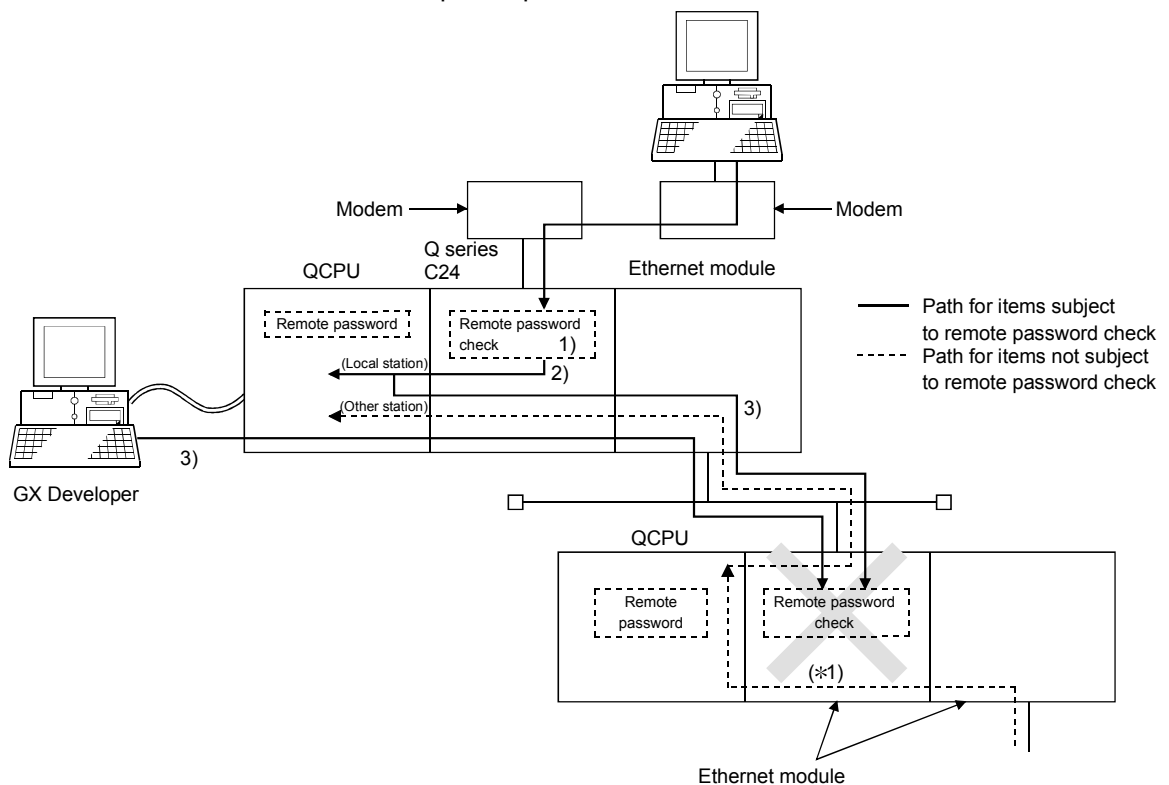 Modem
Modem
Q series
C24
QCPU
Ethernet module
Remote password
Remote password
check 1)
2)
(Local station)
(Other station)
3)
3)
GX Developer
Path for items subject
to remote password check
Path for items not subject
to remote password check
QCPU
Remote
password
Remote password
check
(*1)
Ethernet module